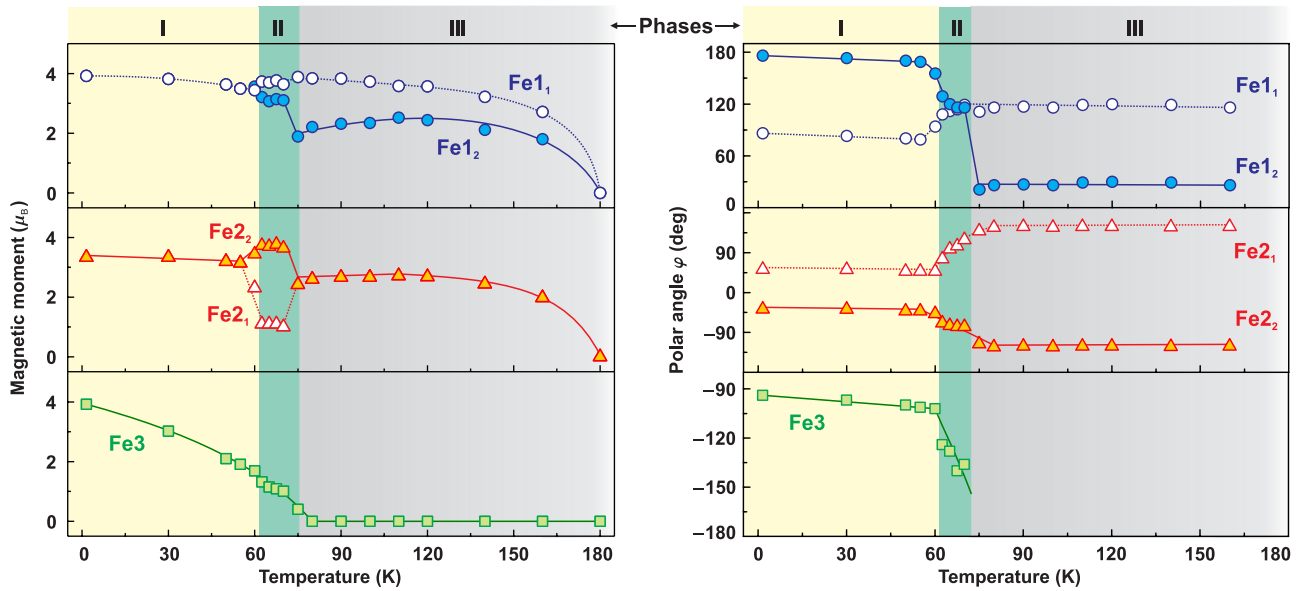 I II III ←Phases→ I II III
4
2
0
Fe1₁
Fe1₂
4
2
0
Fe2₂
Fe2₁
4
2
0
Fe3
Magnetic moment (μB)
0 30 60 90 120 150 180
Temperature (K)
180
120
60
0
Fe1₁
Fe1₂
90
0
−90
Fe2₁
Fe2₂
−90
−120
−150
−180
Fe3
Polar angle φ (deg)
0 30 60 90 120 150 180
Temperature (K)